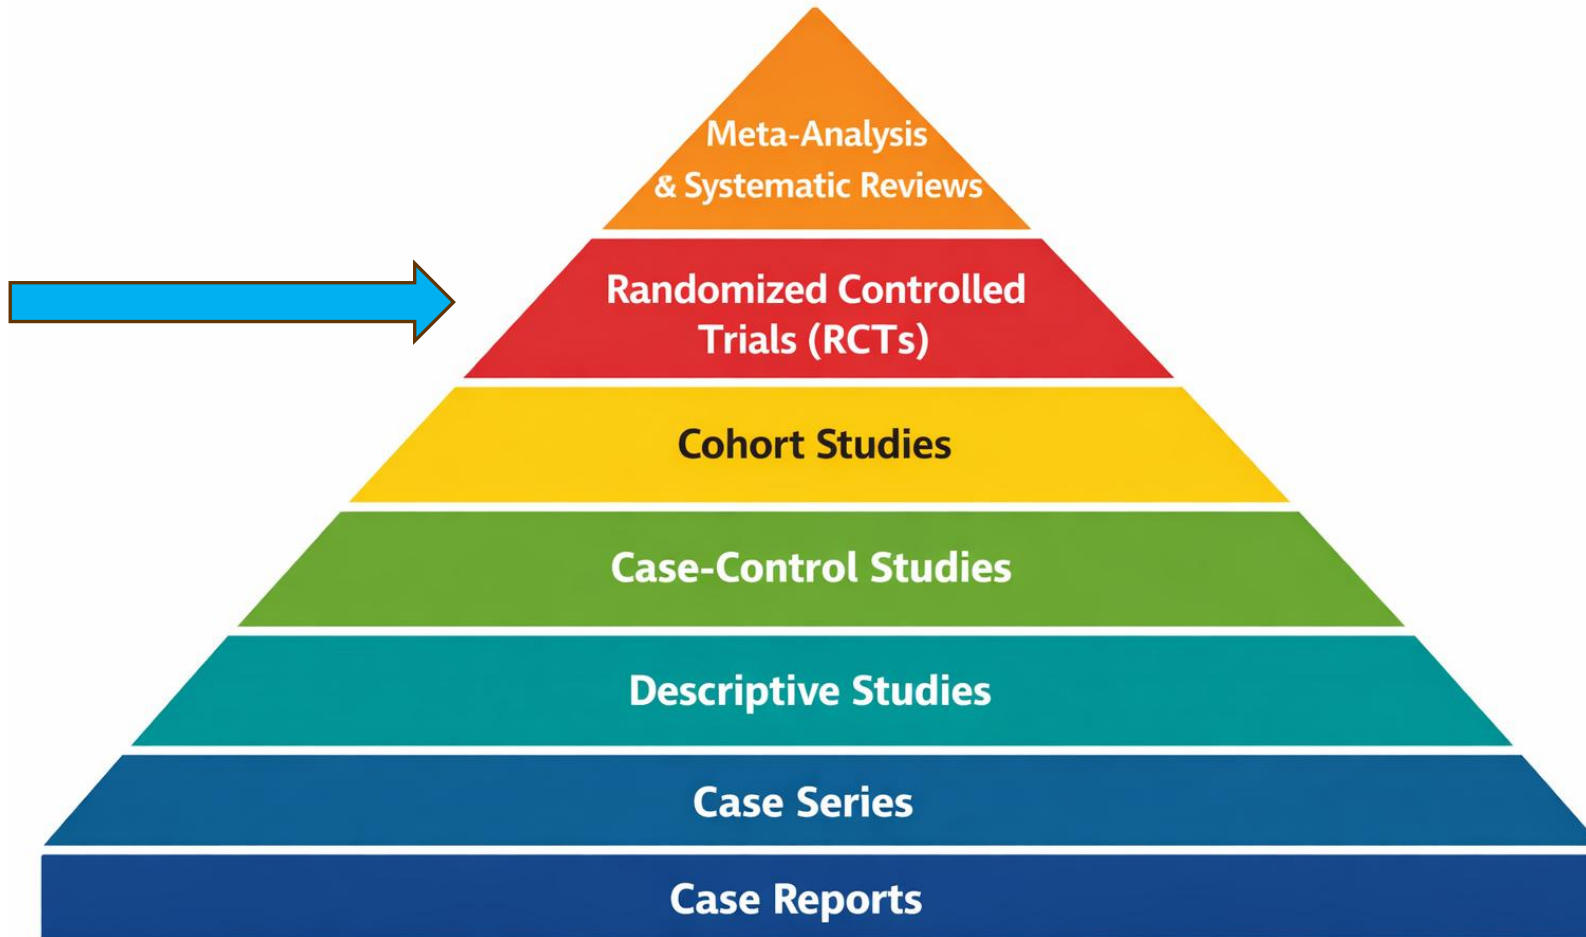 Meta-Analysis
& Systematic Reviews
Randomized Controlled
Trials (RCTs)
Cohort Studies
Case-Control Studies
Descriptive Studies
Case Series
Case Reports